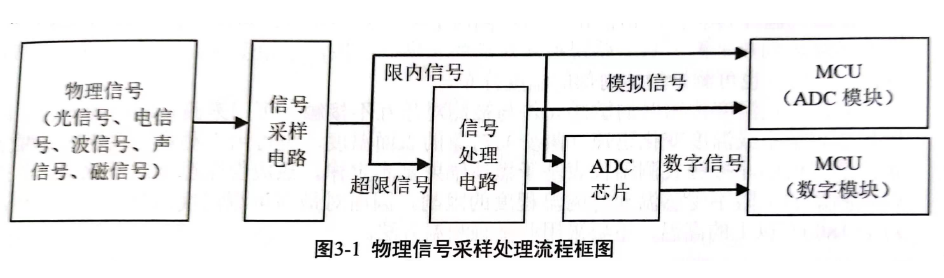 物理信号
（光信号、电信
号、波信号、声
信号、磁信号）
信号
采样
电路
限内信号
超限信号
信号
处理
电路
模拟信号
ADC
芯片
数字信号
MCU
（ADC 模块）
MCU
（数字模块）
图3-1 物理信号采样处理流程框图